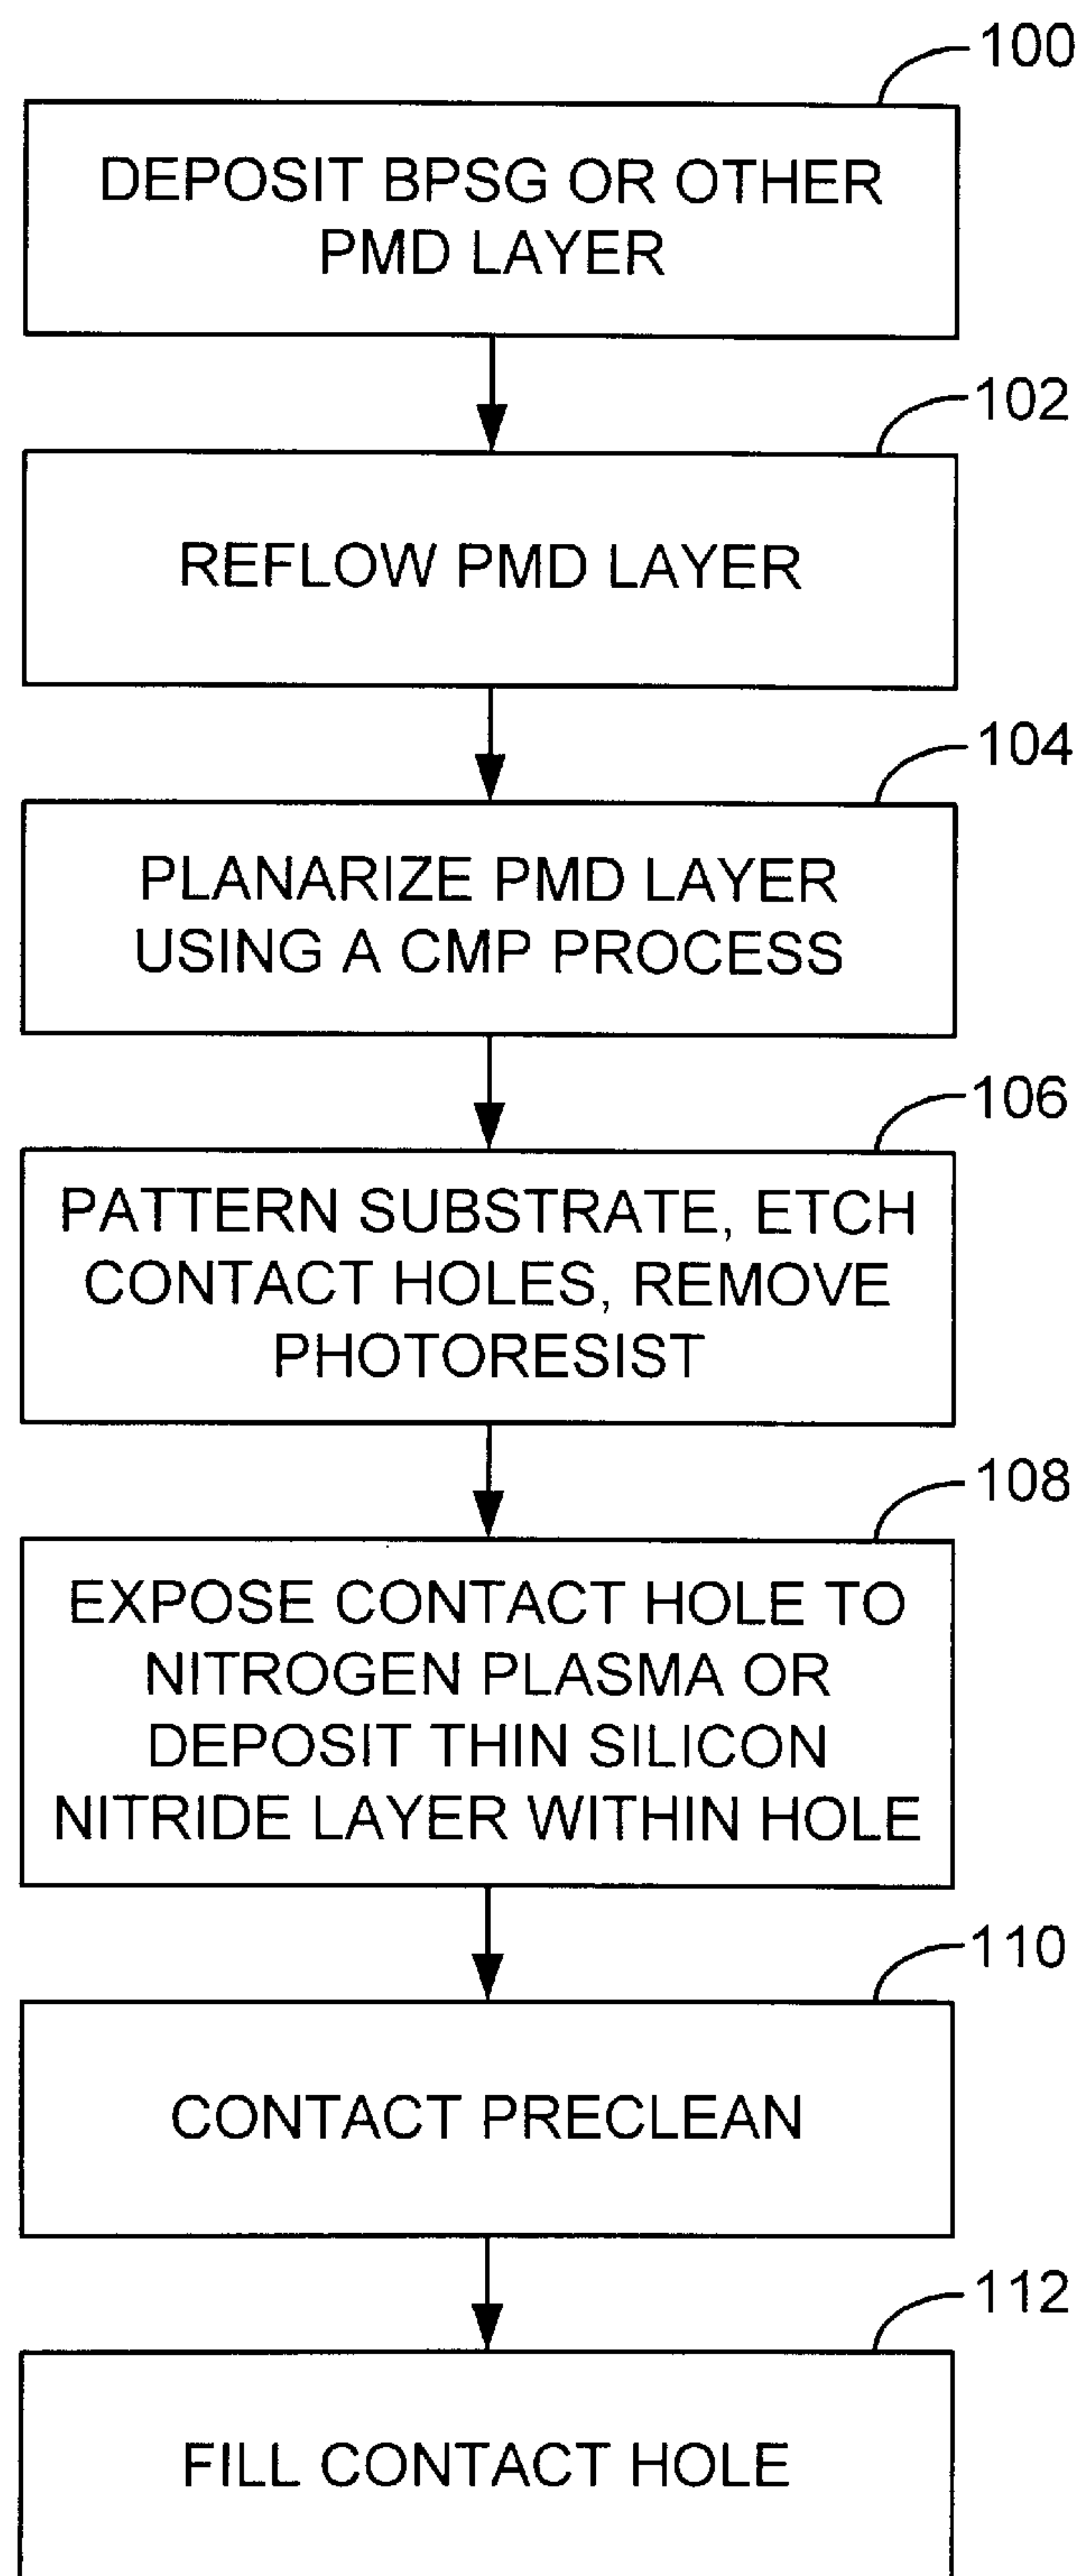 100
DEPOSIT BPSG OR OTHER
PMD LAYER
102
REFLOW PMD LAYER
104
PLANARIZE PMD LAYER
USING A CMP PROCESS
106
PATTERN SUBSTRATE, ETCH
CONTACT HOLES, REMOVE
PHOTORESIST
108
EXPOSE CONTACT HOLE TO
NITROGEN PLASMA OR
DEPOSIT THIN SILICON
NITRIDE LAYER WITHIN HOLE
110
CONTACT PRECLEAN
112
FILL CONTACT HOLE